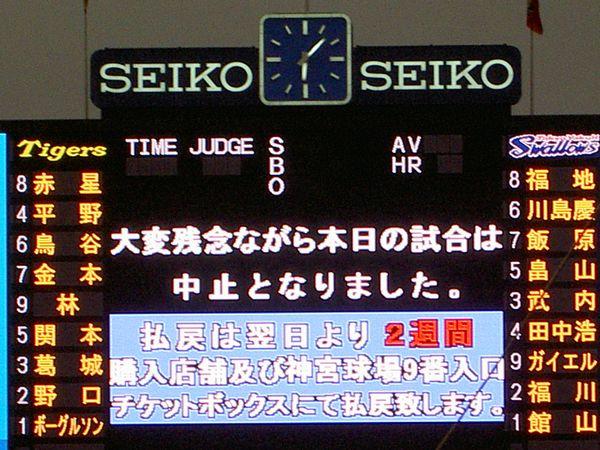 SEIKO SEIKO
Tigers
TIME JUDGE
S
B
O
AV
HR
Tokyo Yakult
Swallows
8 赤星
4 平野
6 鳥谷
7 金本
9 林
5 関本
3 葛城
2 野口
1 ボーグルソン
大変残念ながら本日の試合は
中止となりました。
払戻は翌日より 2週間
購入店舗及び神宮球場9番入口
チケットボックスにて払戻致します。
8 福地
6 川島慶
7 飯原
5 畠山
3 武内
4 田中浩
9 ガイエル
2 福川
1 館山